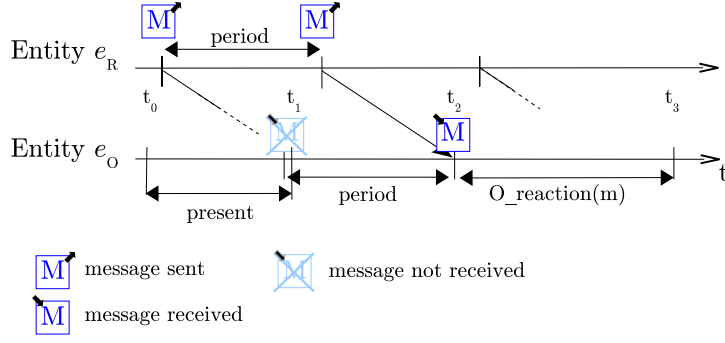 M M
period
Entity e_R
t_0 t_1 t_2 t_3
M M
Entity e_O
t
period O_reaction(m)
present
M message sent M message not received
M message received